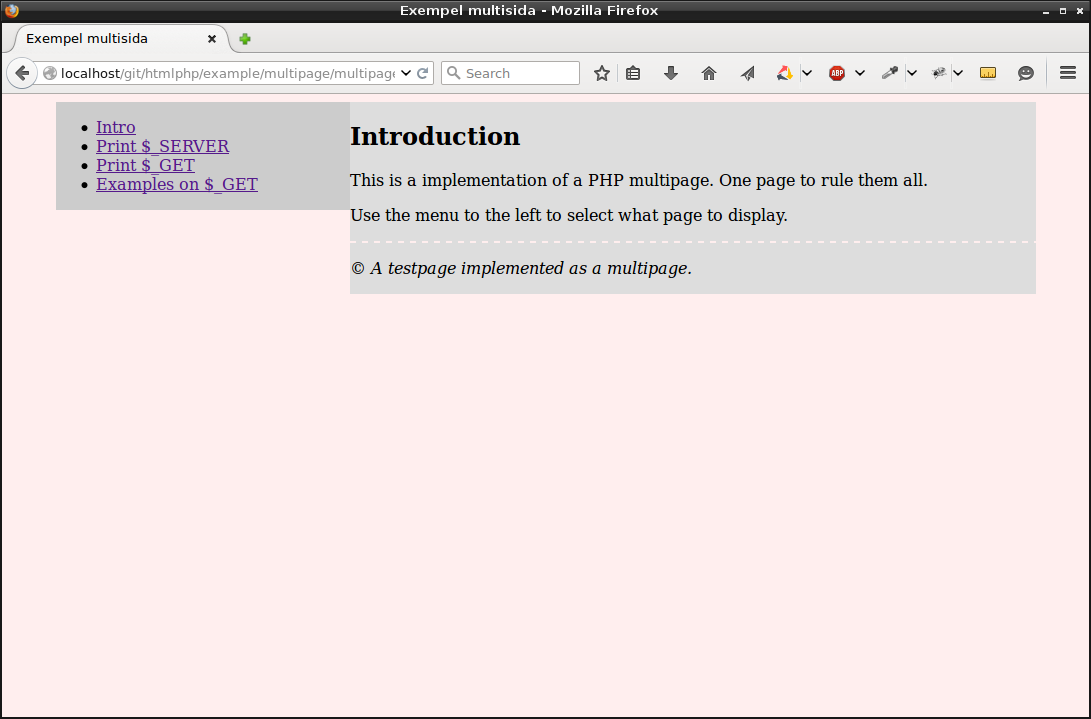 Exempel multisida - Mozilla Firefox
Exempel multisida
localhost/git/htmlphp/example/multipage/multipage
Search
ABP
Intro
Print $_SERVER
Print $_GET
Examples on $_GET
Introduction
This is a implementation of a PHP multipage. One page to rule them all.
Use the menu to the left to select what page to display.
© A testpage implemented as a multipage.